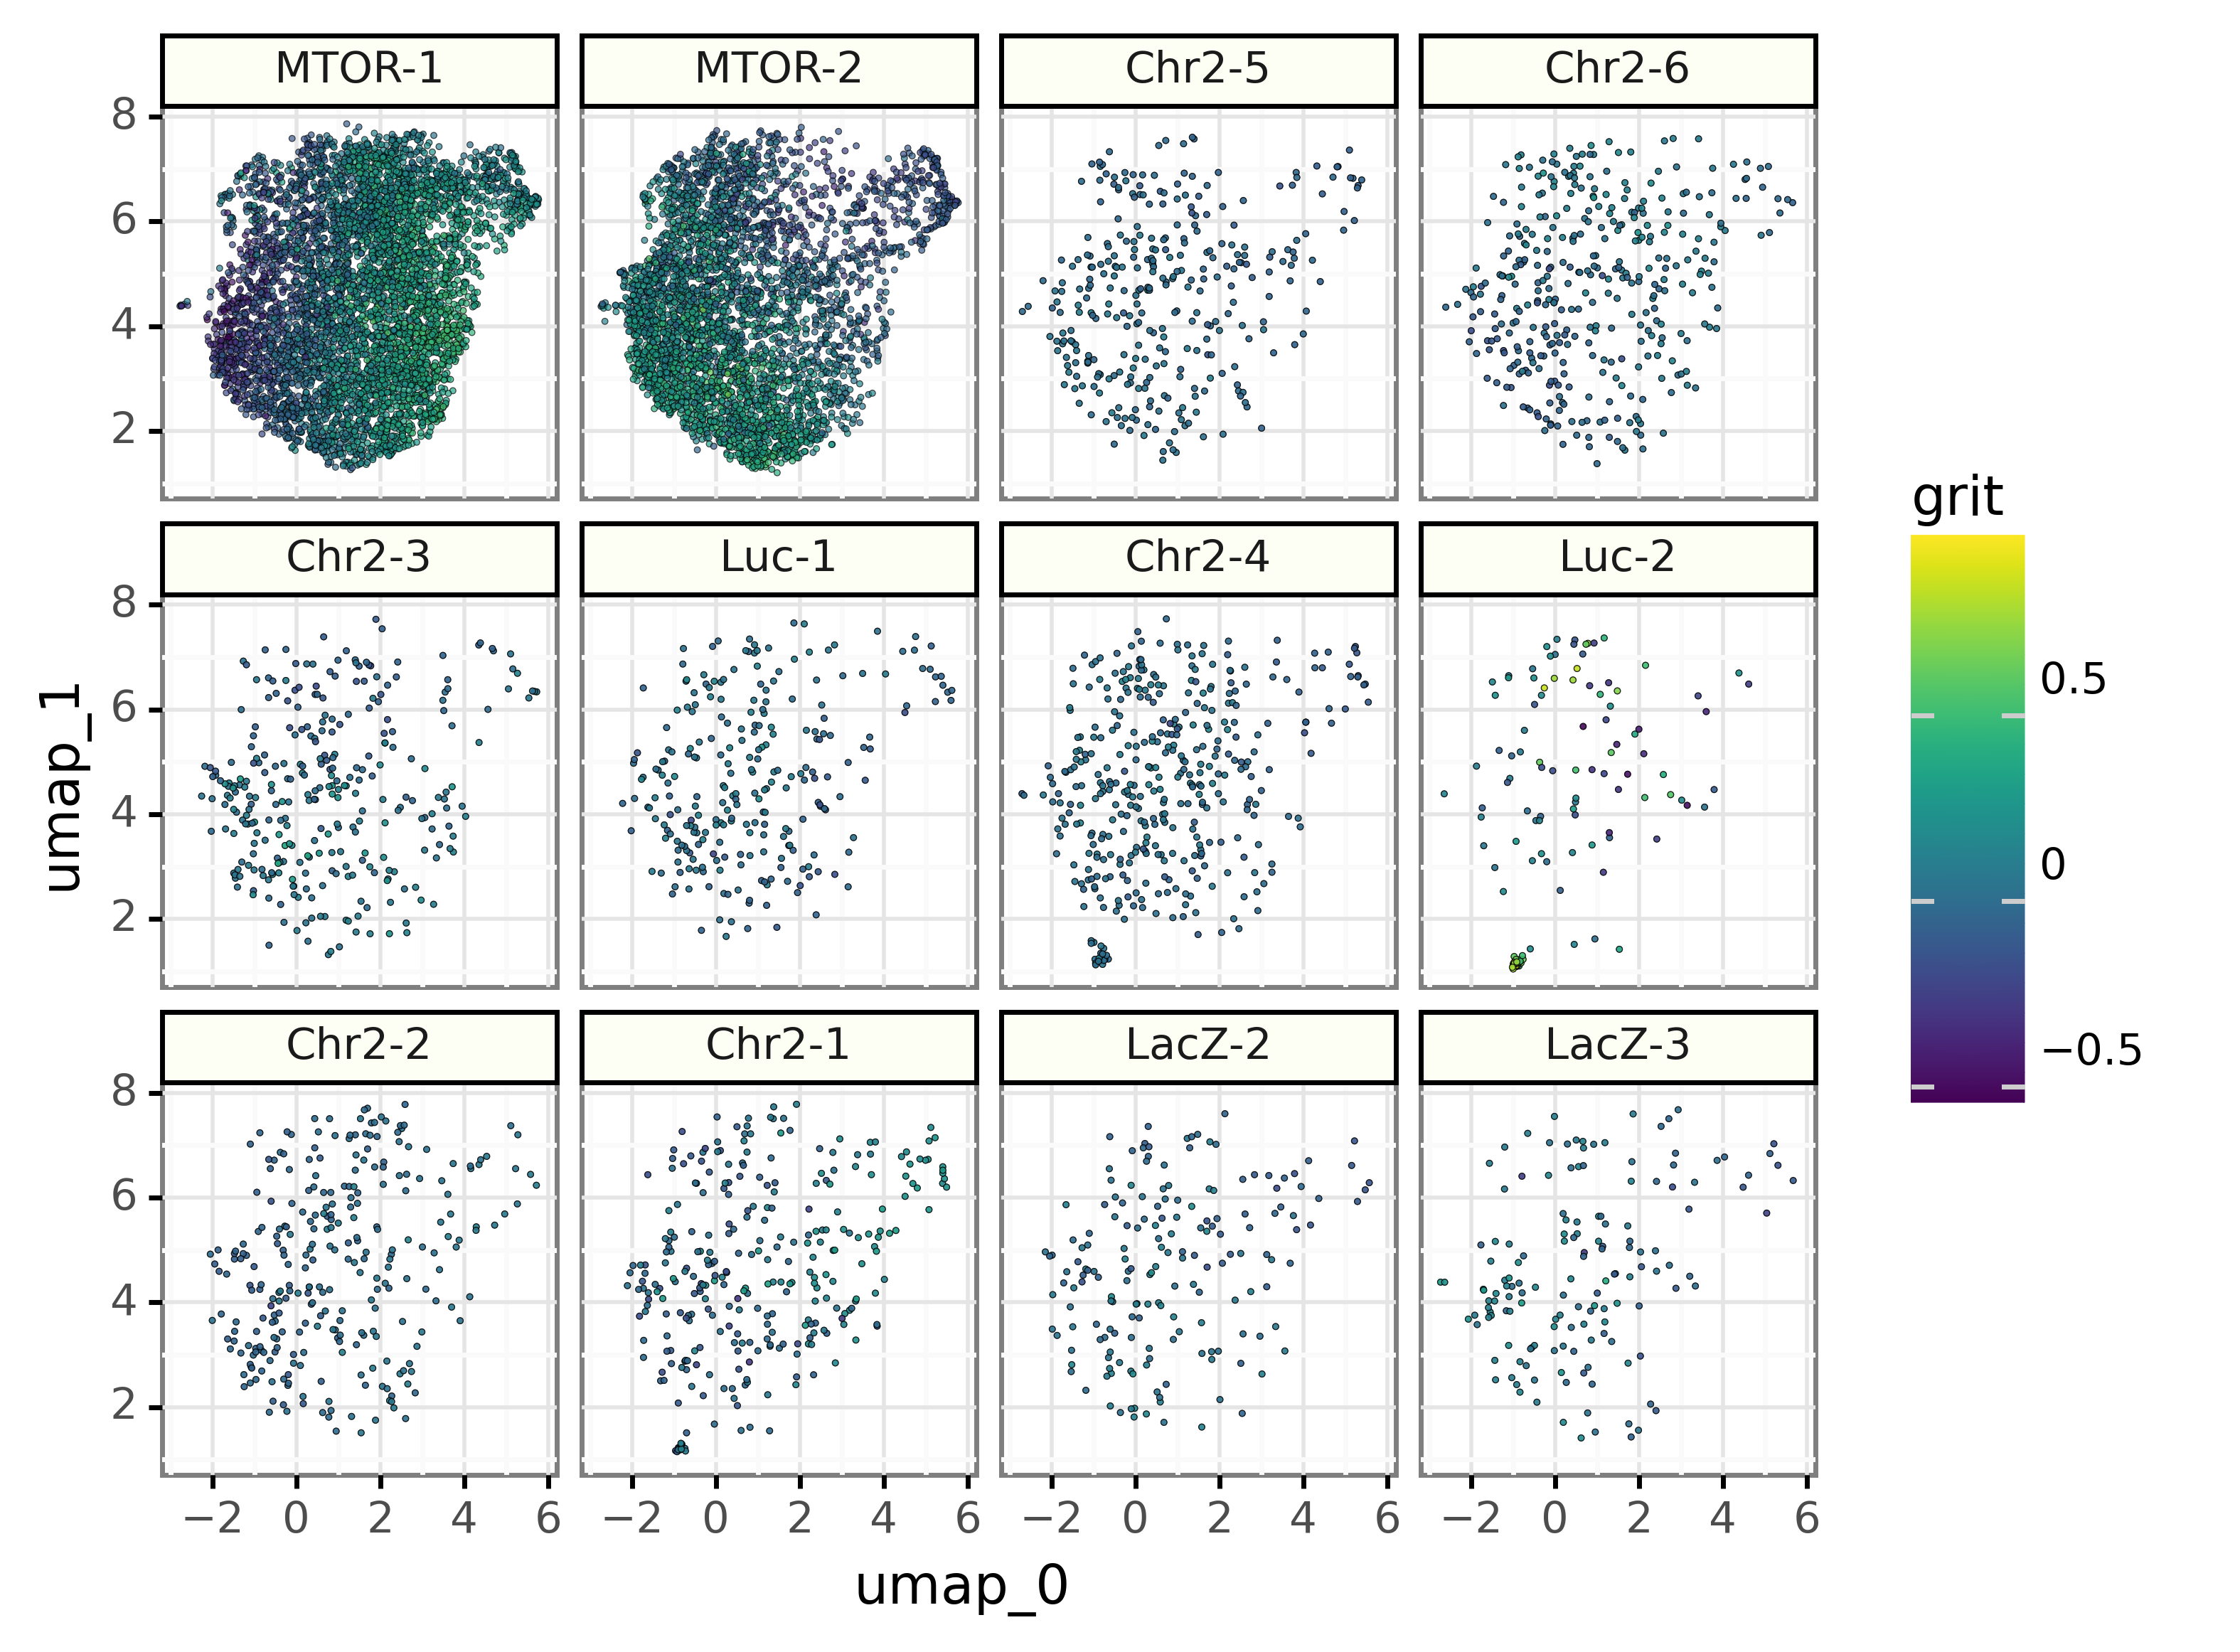 MTOR-1 MTOR-2 Chr2-5 Chr2-6
8
6
4
2
Chr2-3 Luc-1 Chr2-4 Luc-2
8
6
4
2
Chr2-2 Chr2-1 LacZ-2 LacZ-3
8
6
4
2
−2 0 2 4 6 −2 0 2 4 6 −2 0 2 4 6 −2 0 2 4 6
umap_0
umap_1
grit
0.5
0
−0.5